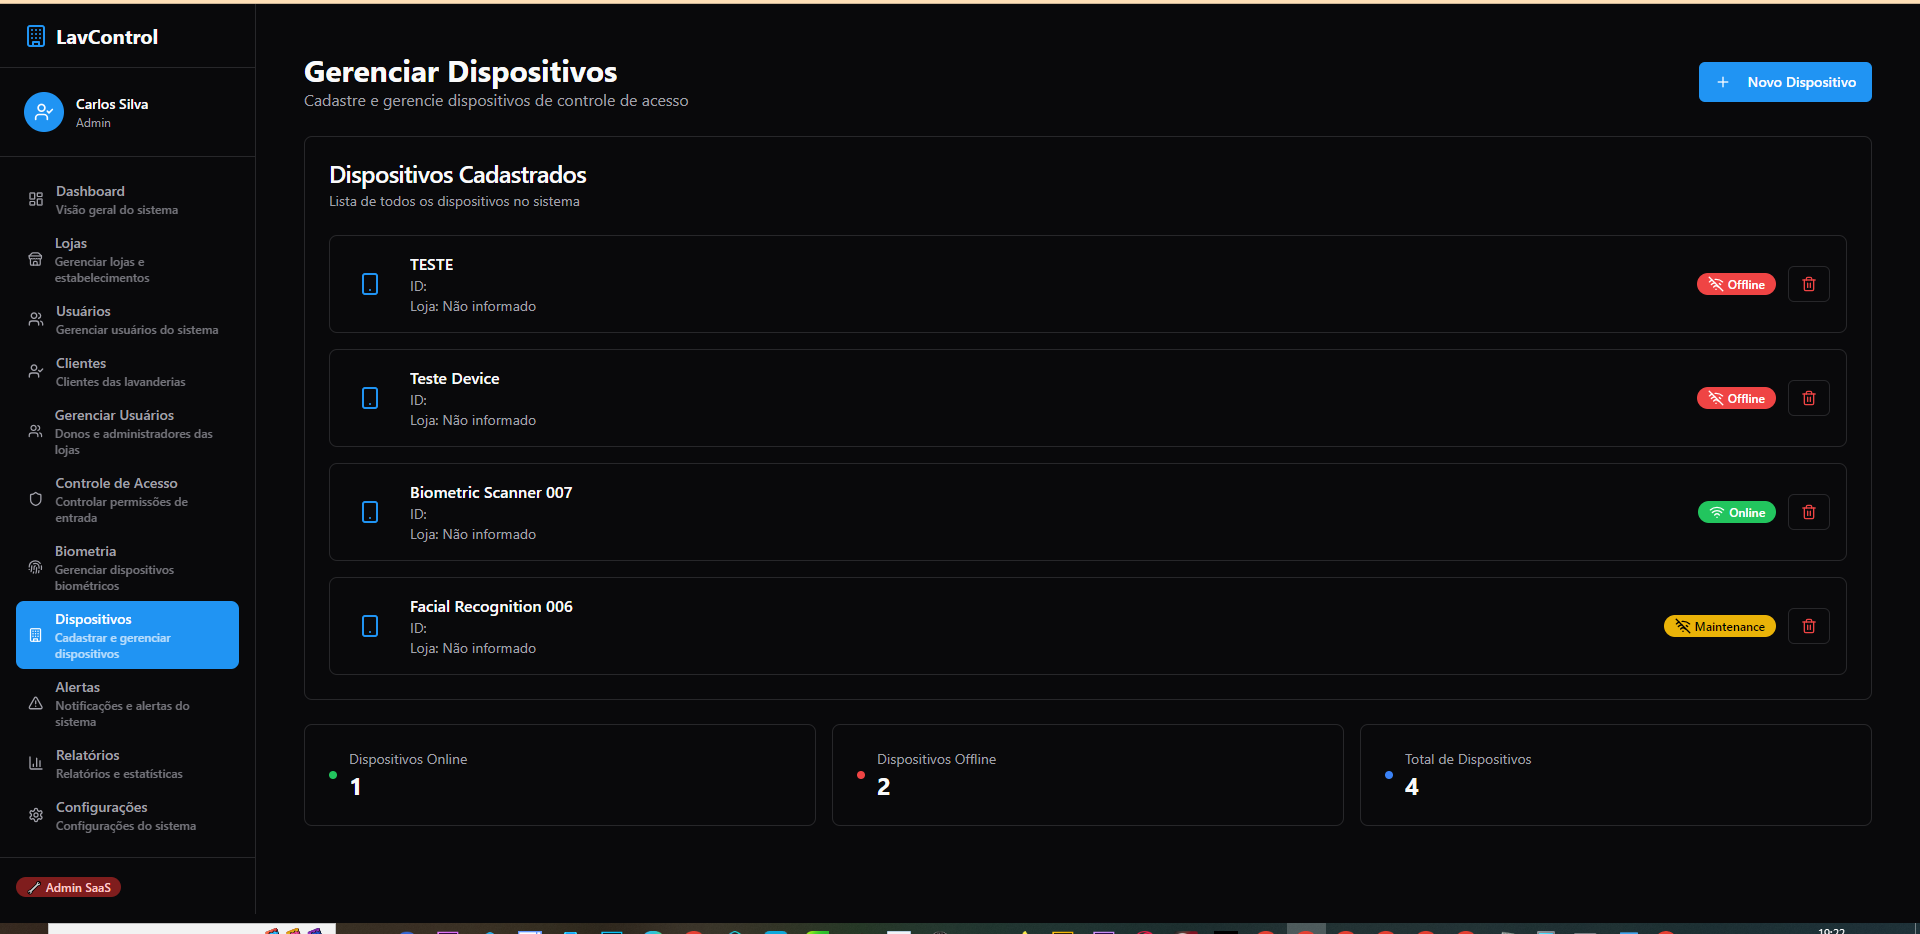 LavControl
Carlos Silva
Admin
Dashboard
Visão geral do sistema
Lojas
Gerenciar lojas e
estabelecimentos
Usuários
Gerenciar usuários do sistema
Clientes
Clientes das lavanderias
Gerenciar Usuários
Donos e administradores das
lojas
Controle de Acesso
Controlar permissões de
entrada
Biometria
Gerenciar dispositivos
biométricos
Dispositivos
Cadastrar e gerenciar
dispositivos
Alertas
Notificações e alertas do
sistema
Relatórios
Relatórios e estatísticas
Configurações
Configurações do sistema
Admin SaaS
Gerenciar Dispositivos
Cadastre e gerencie dispositivos de controle de acesso
Novo Dispositivo
Dispositivos Cadastrados
Lista de todos os dispositivos no sistema
TESTE
ID:
Loja: Não informado
Offline
Teste Device
ID:
Loja: Não informado
Offline
Biometric Scanner 007
ID:
Loja: Não informado
Online
Facial Recognition 006
ID:
Loja: Não informado
Maintenance
Dispositivos Online
1
Dispositivos Offline
2
Total de Dispositivos
4